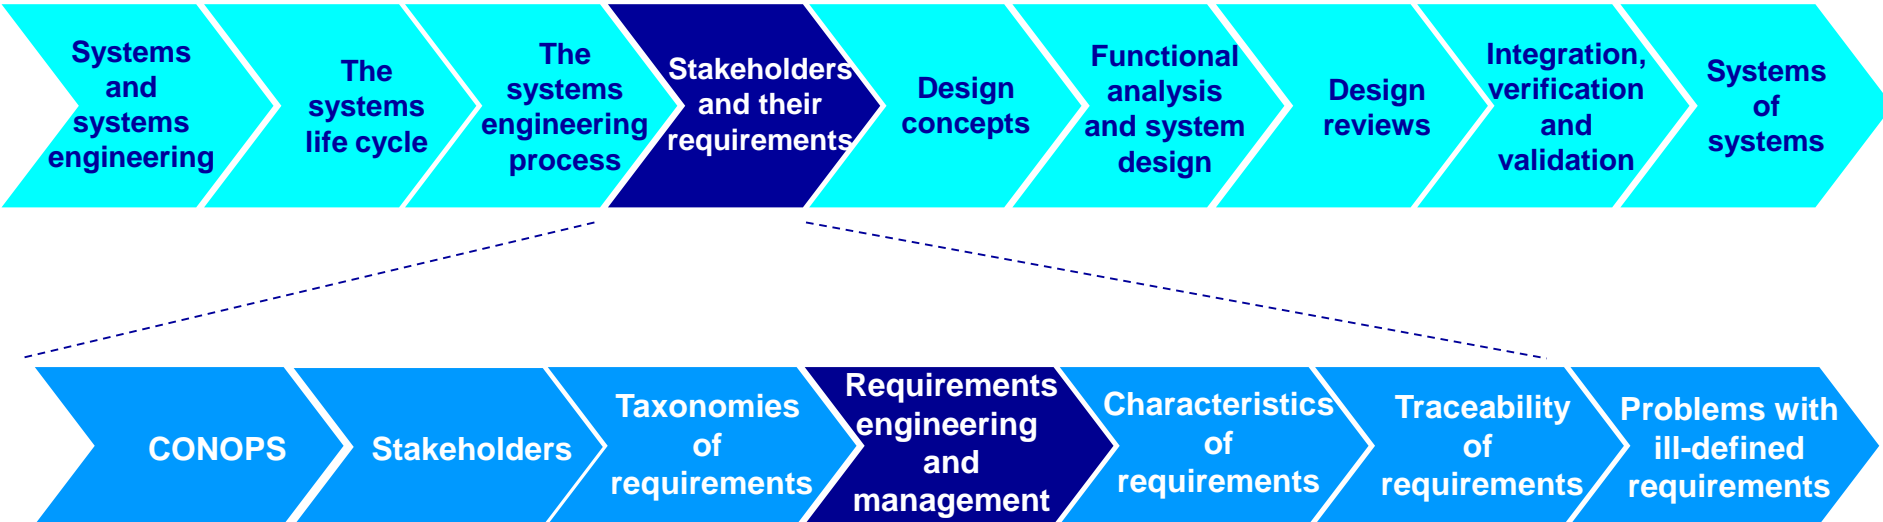 Systems
and
systems
engineering
The
systems
life cycle
The
systems
engineering
process
Stakeholders
and their
requirements
Design
concepts
Functional
analysis
and system
design
Design
reviews
Integration,
verification
and
validation
Systems
of
systems
CONOPS
Stakeholders
Taxonomies
of
requirements
Requirements
engineering
and
management
Characteristics
of
requirements
Traceability
of
requirements
Problems with
ill-defined
requirements